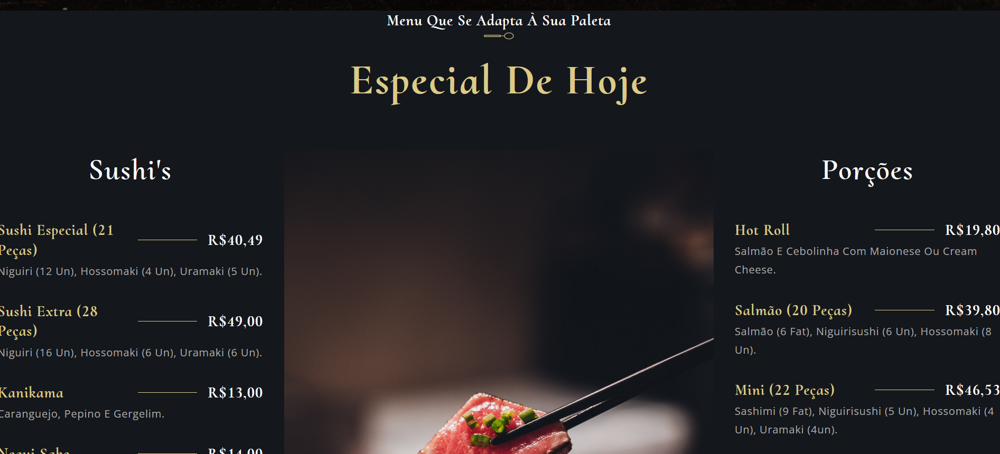 Menu Que Se Adapta À Sua Paleta
Especial De Hoje
Sushi's
Sushi Especial (21
Peças)
R$40,49
Niguiri (12 Un), Hossomaki (4 Un), Uramaki (5 Un).
Sushi Extra (28
Peças)
R$49,00
Niguiri (16 Un), Hossomaki (6 Un), Uramaki (6 Un).
Kanikama
R$13,00
Caranguejo, Pepino E Gergelim.
R$14,00
Porções
Hot Roll
R$19,80
Salmão E Cebolinha Com Maionese Ou Cream
Cheese.
Salmão (20 Peças)
R$39,80
Salmão (6 Fat), Niguirisushi (6 Un), Hossomaki (8
Un).
Mini (22 Peças)
R$46,53
Sashimi (9 Fat), Niguirisushi (5 Un), Hossomaki (4
Un), Uramaki (4un).